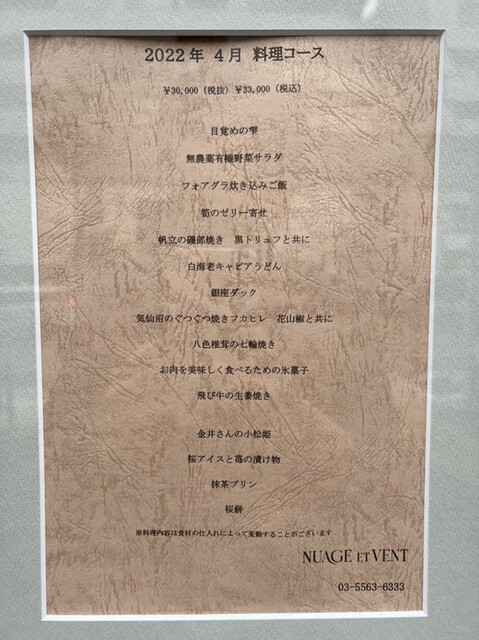 2022年 4月 料理コース
¥30,000(税抜)¥33,000(税込)
目覚めの雫
無農薬有機野菜サラダ
フォアグラ炊き込みご飯
筍のゼリー寄せ
帆立の磯部焼き 黒トリュフと共に
白海老キャビアうどん
銀座ダック
気仙沼のぐつぐつ焼きフカヒレ 花山椒と共に
八色椎茸の七輪焼き
お肉を美味しく食べるための氷菓子
飛び牛の生姜焼き
金井さんの小松姫
桜アイスと苺の漬け物
抹茶プリン
桜餅
※料理内容は食材の仕入れによって変動することがございます
NUAGE ET VENT
03-5563-6333